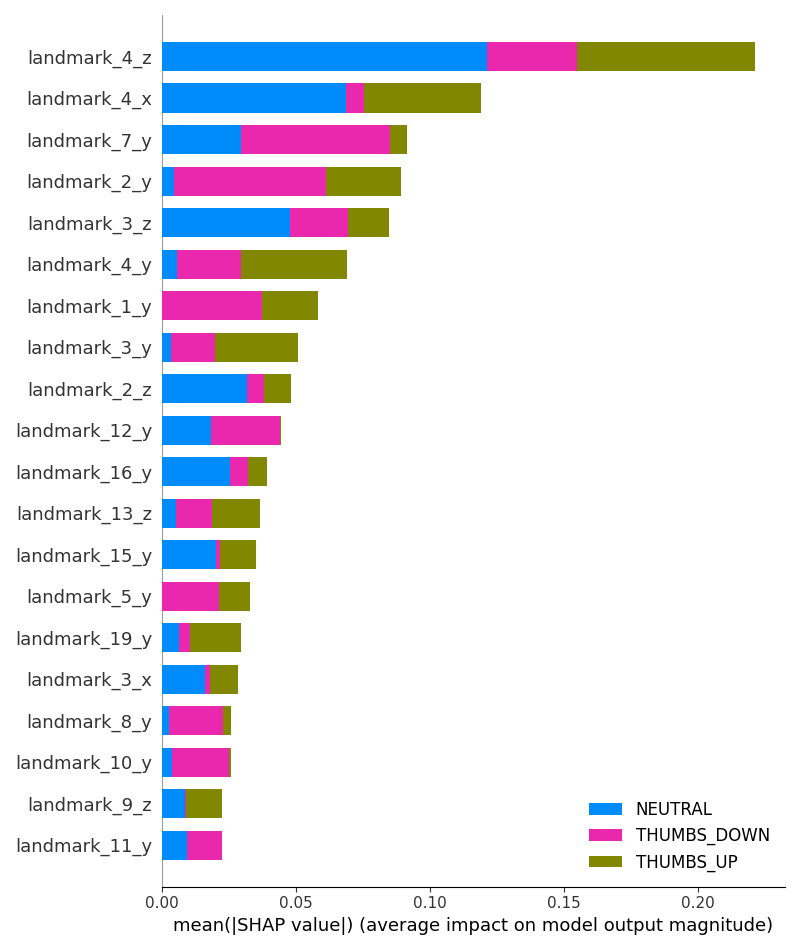 landmark_4_z
landmark_4_x
landmark_7_y
landmark_2_y
landmark_3_z
landmark_4_y
landmark_1_y
landmark_3_y
landmark_2_z
landmark_12_y
landmark_16_y
landmark_13_z
landmark_15_y
landmark_5_y
landmark_19_y
landmark_3_x
landmark_8_y
landmark_10_y
landmark_9_z
landmark_11_y
NEUTRAL
THUMBS_DOWN
THUMBS_UP
0.00 0.05 0.10 0.15 0.20
mean(|SHAP value|) (average impact on model output magnitude)